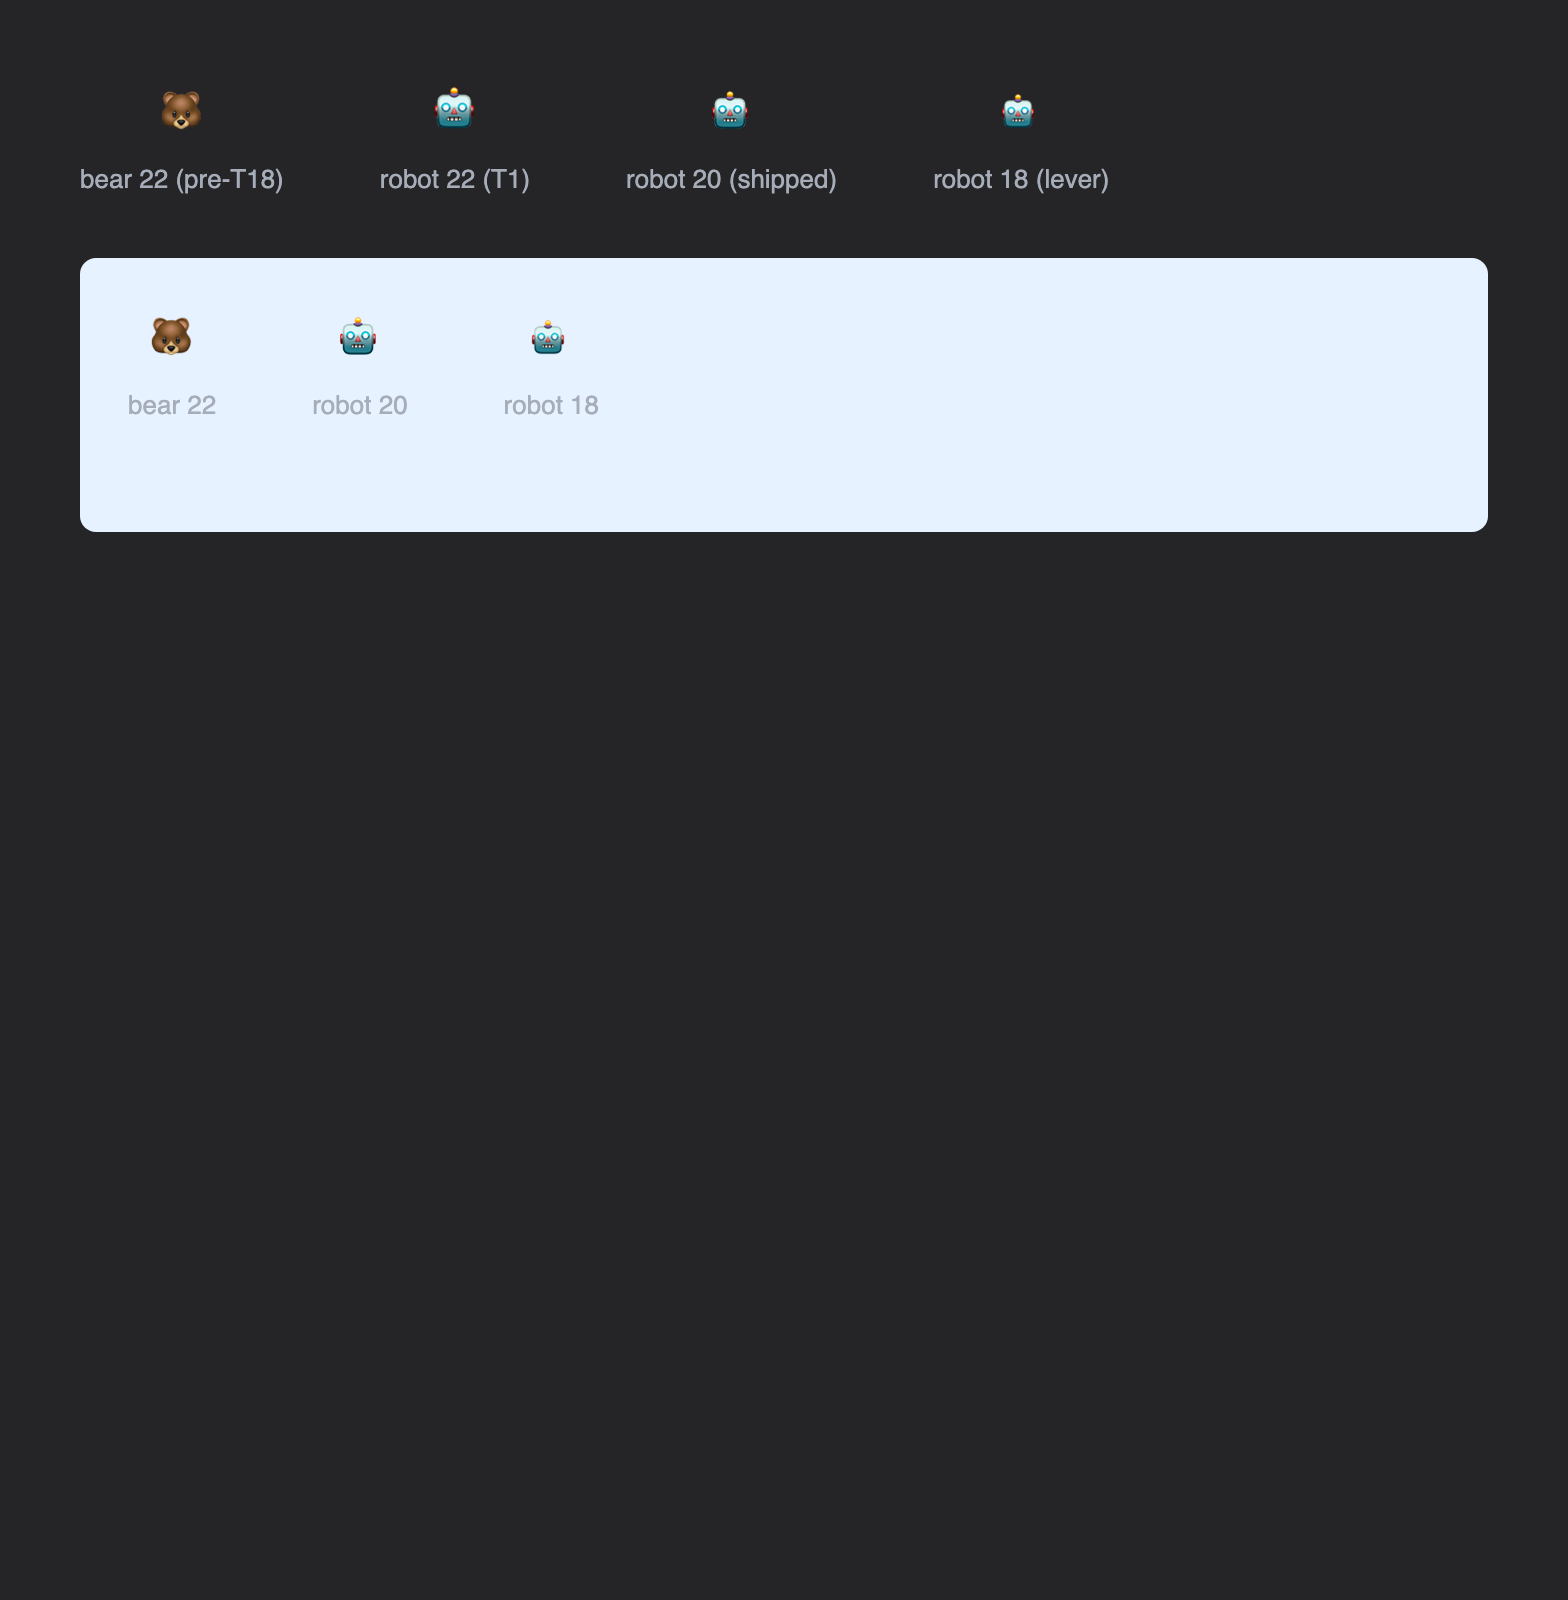 bear 22 (pre-T18)
robot 22 (T1)
robot 20 (shipped)
robot 18 (lever)
bear 22
robot 20
robot 18